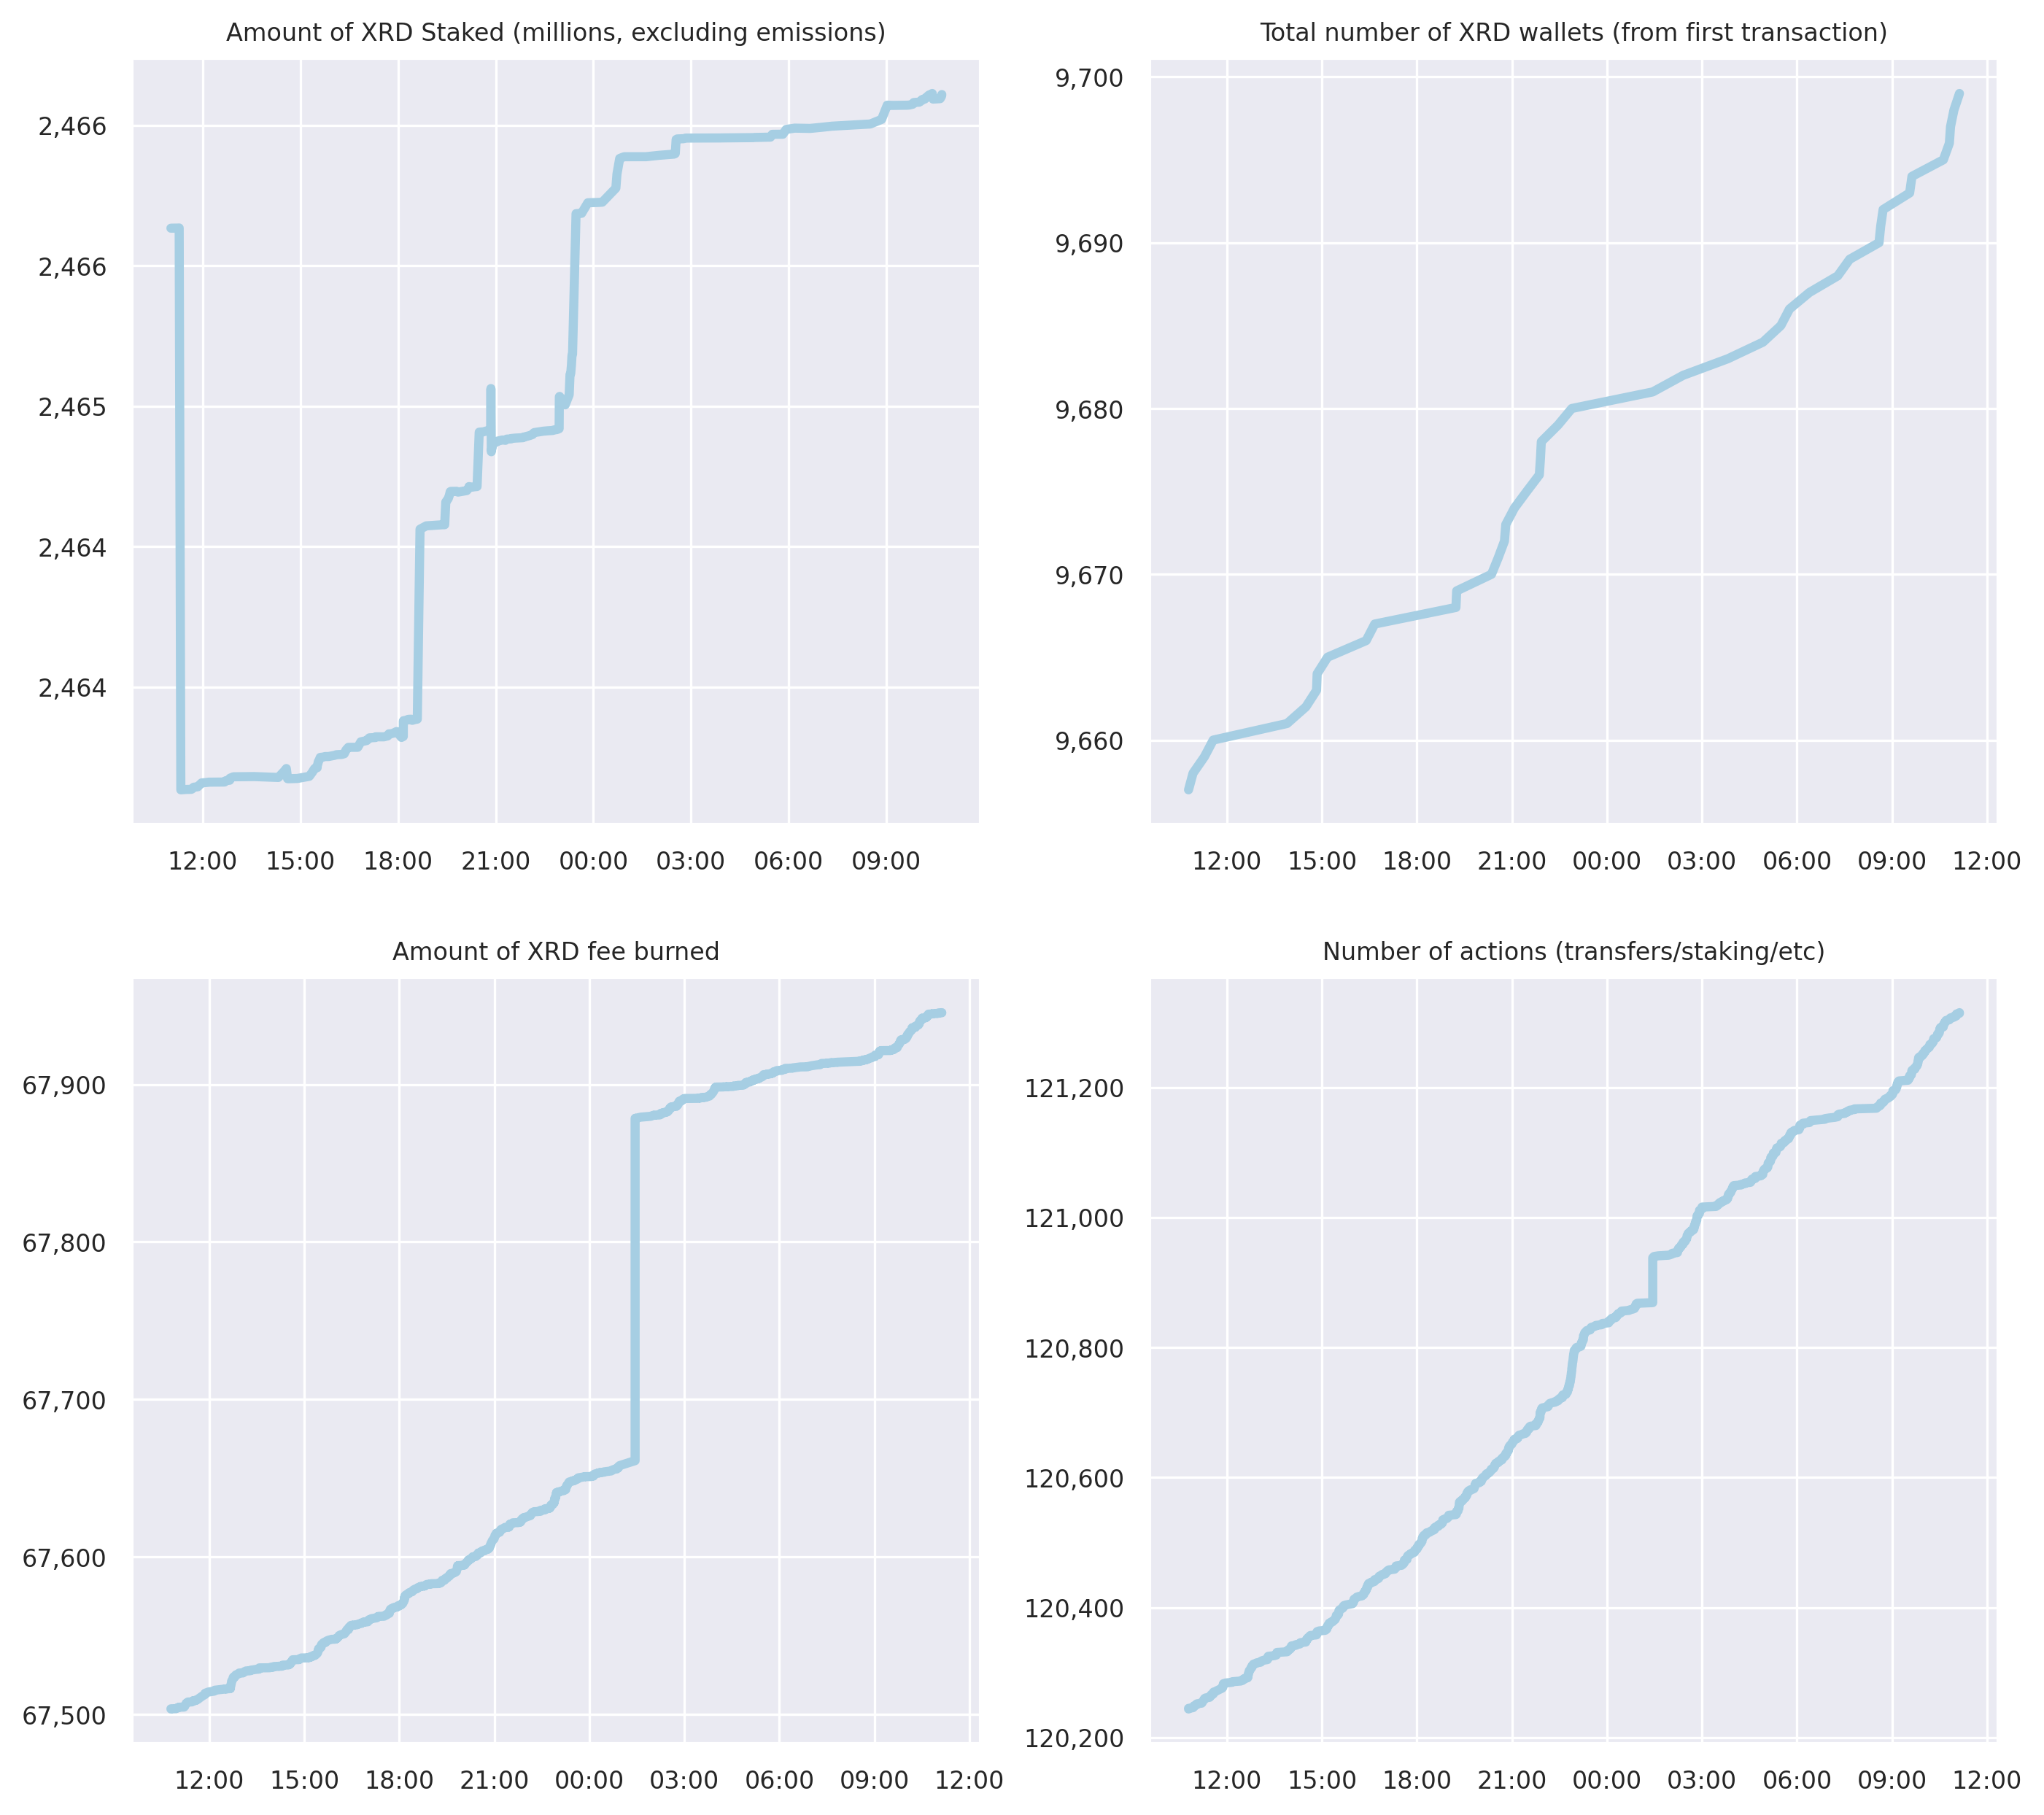 Amount of XRD Staked (millions, excluding emissions)
2,466
2,466
2,465
2,464
2,464
12:00 15:00 18:00 21:00 00:00 03:00 06:00 09:00
Total number of XRD wallets (from first transaction)
9,700
9,690
9,680
9,670
9,660
12:00 15:00 18:00 21:00 00:00 03:00 06:00 09:00 12:00
Amount of XRD fee burned
67,900
67,800
67,700
67,600
67,500
12:00 15:00 18:00 21:00 00:00 03:00 06:00 09:00 12:00
Number of actions (transfers/staking/etc)
121,200
121,000
120,800
120,600
120,400
120,200
12:00 15:00 18:00 21:00 00:00 03:00 06:00 09:00 12:00